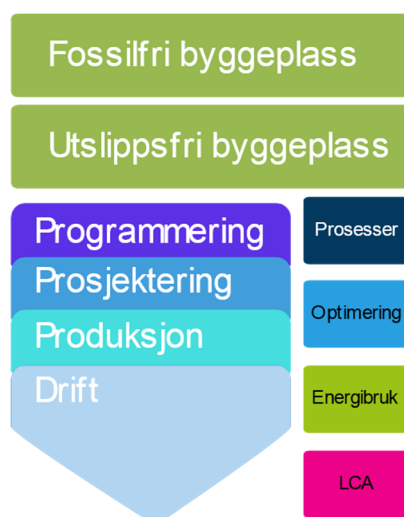 Fossilfri byggeplass
Utslippsfri byggeplass
Programmering
Prosjektering
Produksjon
Drift
Prosesser
Optimering
Energibruk
LCA